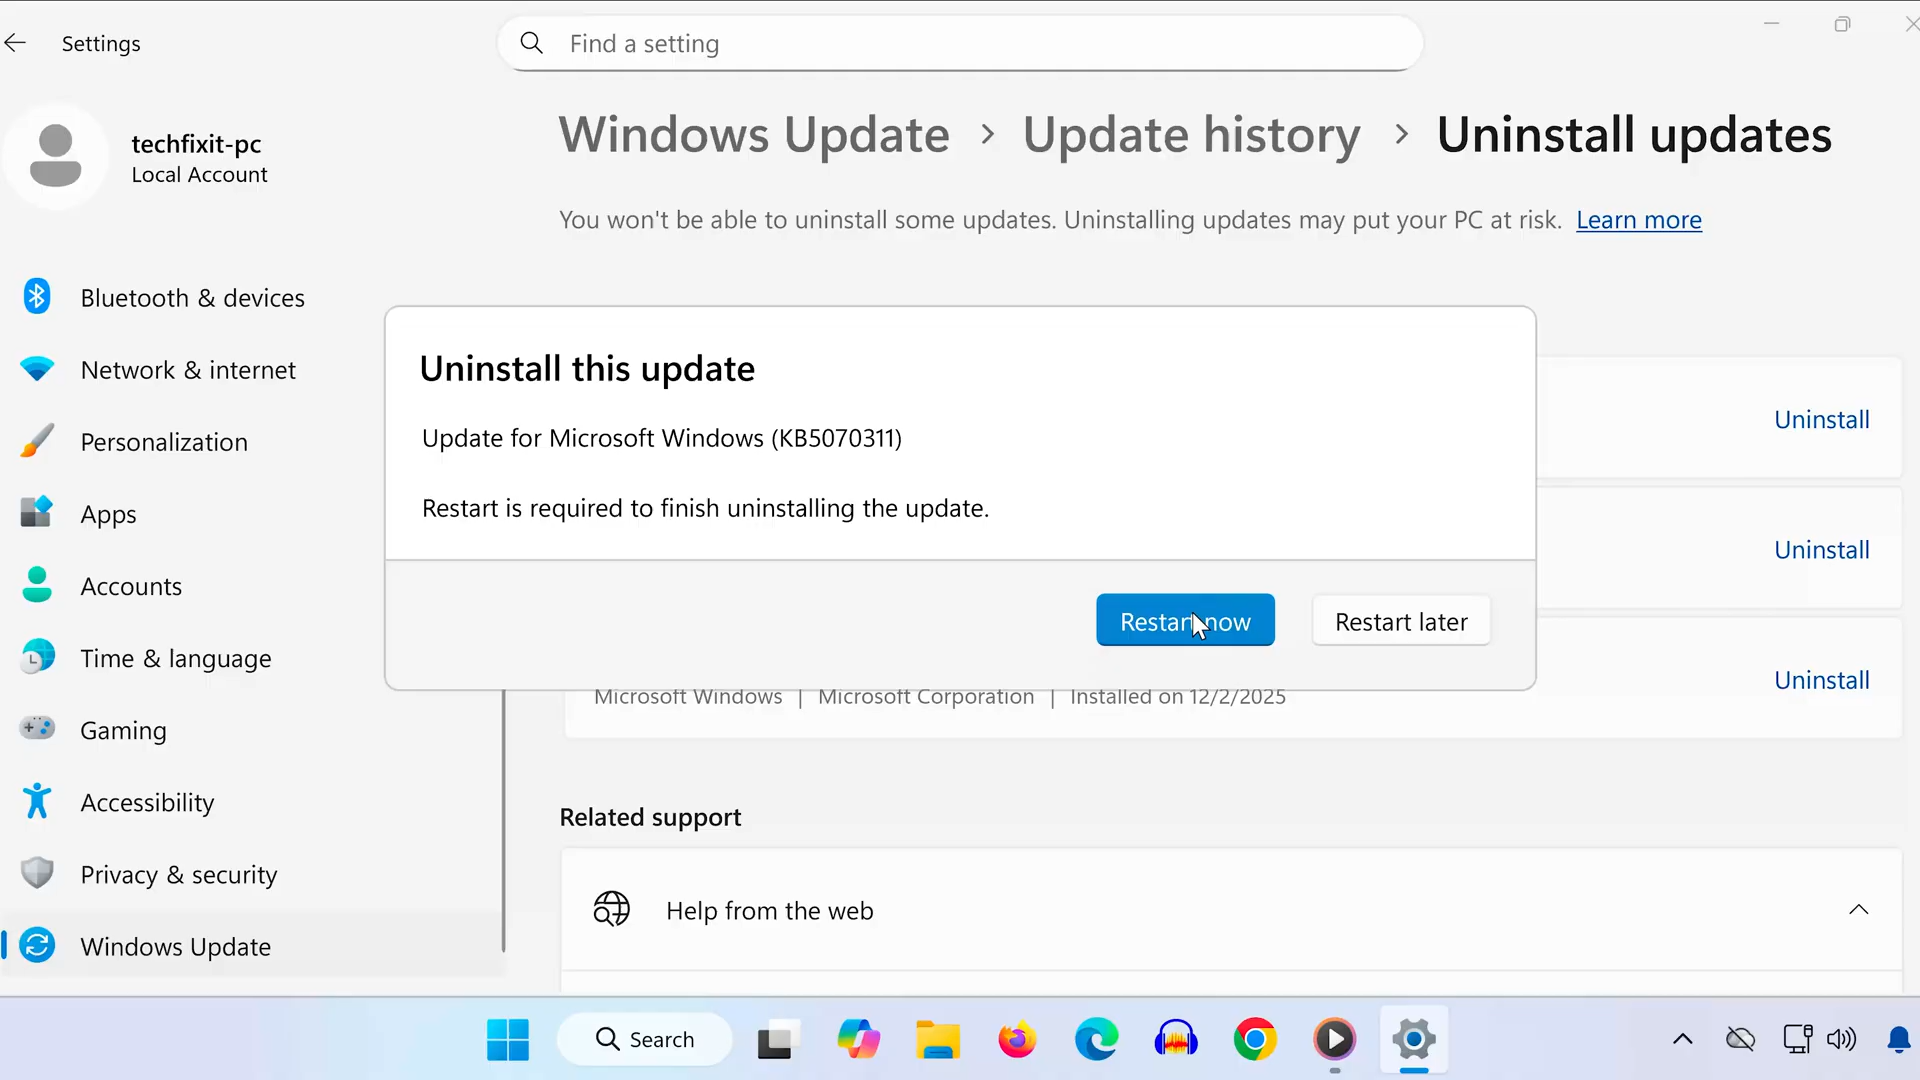 Settings
Find a setting
techfixit-pc
Local Account
Bluetooth & devices
Network & internet
Personalization
Apps
Accounts
Time & language
Gaming
Accessibility
Privacy & security
Windows Update
Windows Update > Update history > Uninstall updates
You won't be able to uninstall some updates. Uninstalling updates may put your PC at risk. Learn more
Uninstall this update
Update for Microsoft Windows (KB5070311)
Restart is required to finish uninstalling the update.
Restart now
Restart later
Uninstall
Uninstall
Uninstall
Microsoft Windows | Microsoft Corporation | Installed on 12/2/2025
Related support
Help from the web
Search